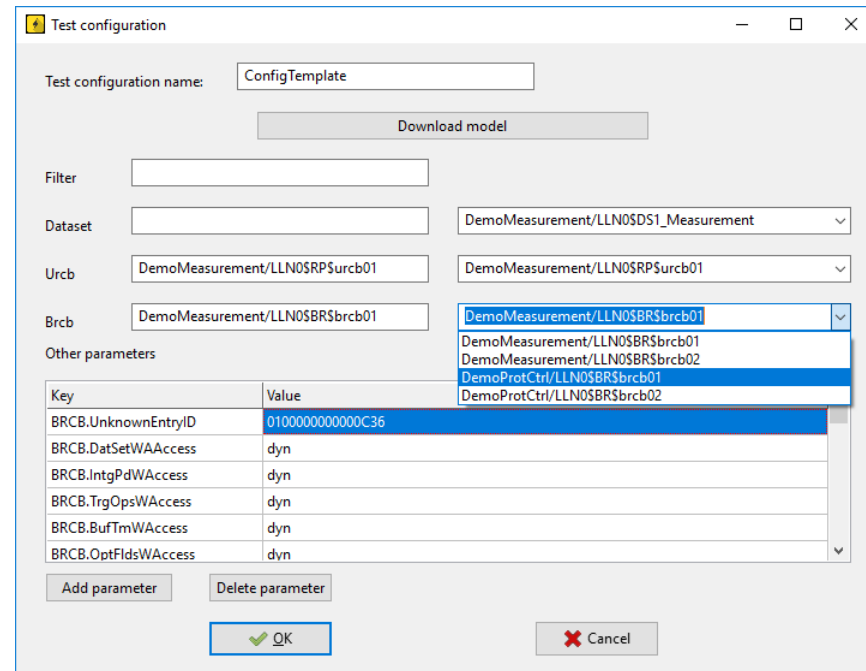 Test configuration
Test configuration name:
ConfigTemplate
Download model
Filter
Dataset
DemoMeasurement/LLN0$DS1_Measurement
Urcb
DemoMeasurement/LLN0$RP$urcb01
DemoMeasurement/LLN0$RP$urcb01
Brcb
DemoMeasurement/LLN0$BR$brcb01
DemoMeasurement/LLN0$BR$brcb01
DemoMeasurement/LLN0$BR$brcb01
DemoMeasurement/LLN0$BR$brcb02
DemoProtCtrl/LLN0$BR$brcb01
DemoProtCtrl/LLN0$BR$brcb02
Other parameters
Key Value
BRCB.UnknownEntryID 0100000000000C36
BRCB.DatSetWAAccess dyn
BRCB.IntgPdWAccess dyn
BRCB.TrgOpsWAccess dyn
BRCB.BufTmWAccess dyn
BRCB.OptFldsWAccess dyn
Add parameter
Delete parameter
OK
Cancel